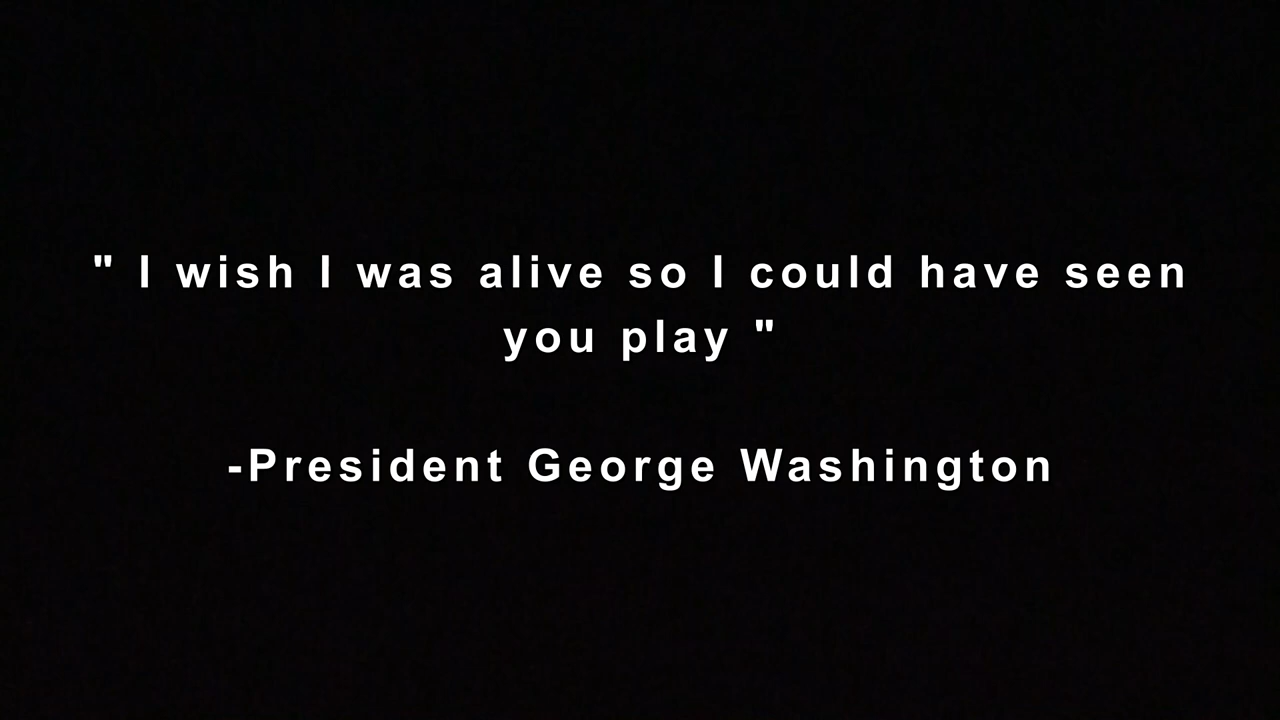 " I wish I was alive so I could have seen
you play "
-President George Washington